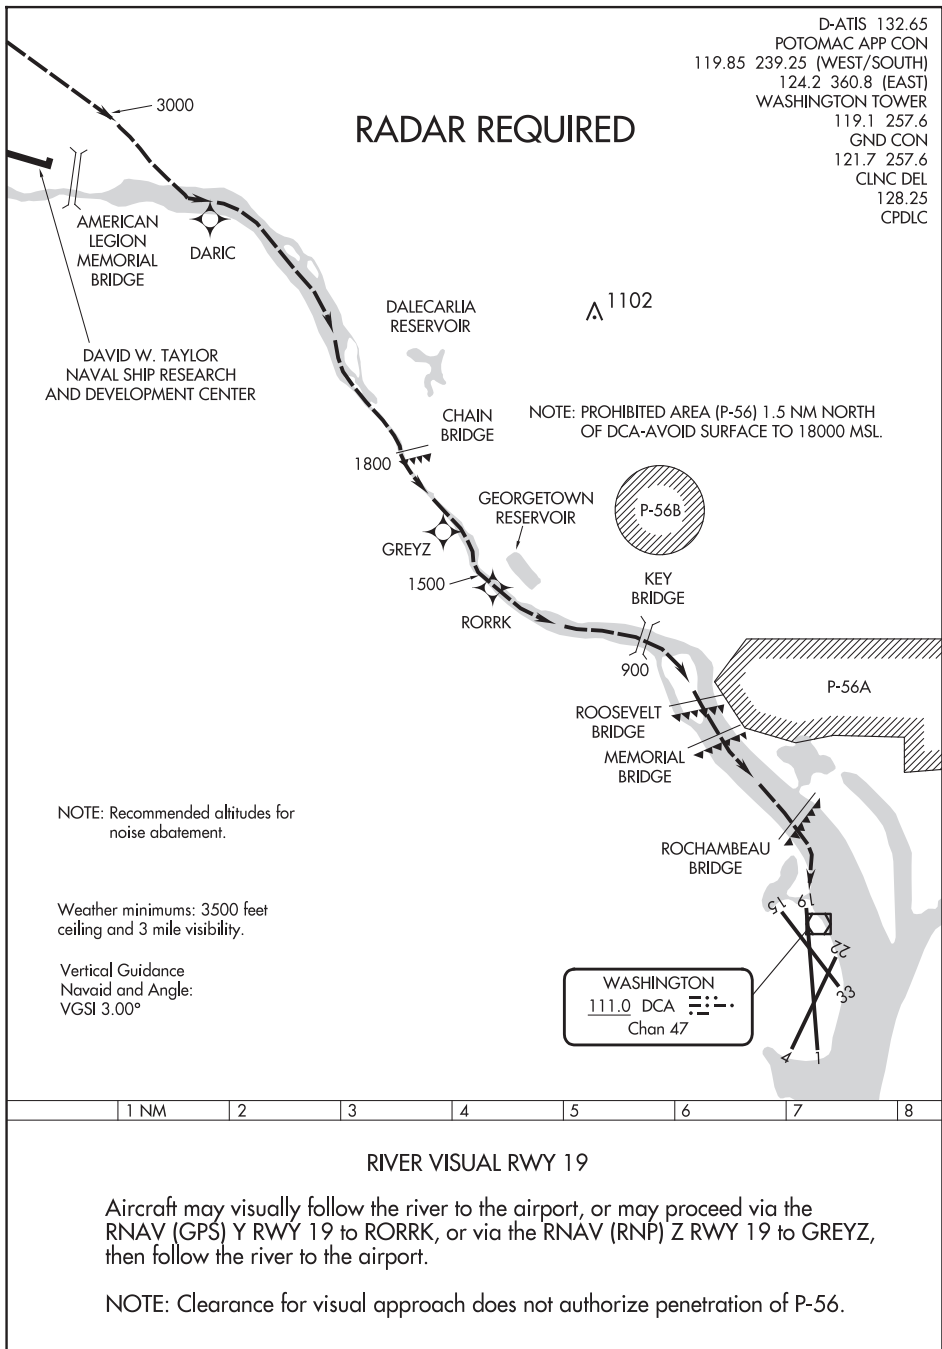 D-ATIS 132.65
POTOMAC APP CON
119.85 239.25 (WEST/SOUTH)
124.2 360.8 (EAST)
WASHINGTON TOWER
119.1 257.6
GND CON
121.7 257.6
CLNC DEL
128.25
CPDLC
3000
RADAR REQUIRED
AMERICAN
LEGION
MEMORIAL
BRIDGE
DARIC
1102
DALECARLIA
RESERVOIR
DAVID W. TAYLOR
NAVAL SHIP RESEARCH
AND DEVELOPMENT CENTER
CHAIN
BRIDGE
NOTE: PROHIBITED AREA (P-56) 1.5 NM NORTH
OF DCA-AVOID SURFACE TO 18000 MSL.
1800
GEORGETOWN
RESERVOIR
P-56B
GREYZ
1500
RORRK
KEY
BRIDGE
900
P-56A
ROOSEVELT
BRIDGE
MEMORIAL
BRIDGE
NOTE: Recommended altitudes for
noise abatement.
ROCHAMBEAU
BRIDGE
Weather minimums: 3500 feet
ceiling and 3 mile visibility.
15
19
22
Vertical Guidance
Navaid and Angle:
VGSI 3.00°
WASHINGTON
111.0 DCA
Chan 47
33
4
1
1 NM 2 3 4 5 6 7 8
RIVER VISUAL RWY 19
Aircraft may visually follow the river to the airport, or may proceed via the
RNAV (GPS) Y RWY 19 to RORRK, or via the RNAV (RNP) Z RWY 19 to GREYZ,
then follow the river to the airport.
NOTE: Clearance for visual approach does not authorize penetration of P-56.